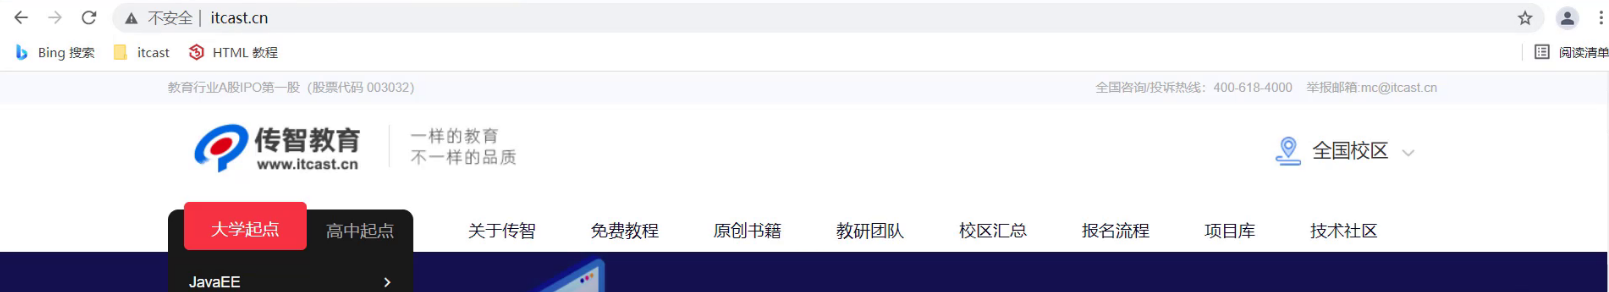 不安全 | itcast.cn
Bing 搜索 itcast HTML 教程 阅读清单
教育行业A股IPO第一股（股票代码 003032） 全国咨询/投诉热线：400-618-4000 举报邮箱:mc@itcast.cn
传智教育
www.itcast.cn
一样的教育
不一样的品质
全国校区
大学起点 高中起点 关于传智 免费教程 原创书籍 教研团队 校区汇总 报名流程 项目库 技术社区
JavaEE